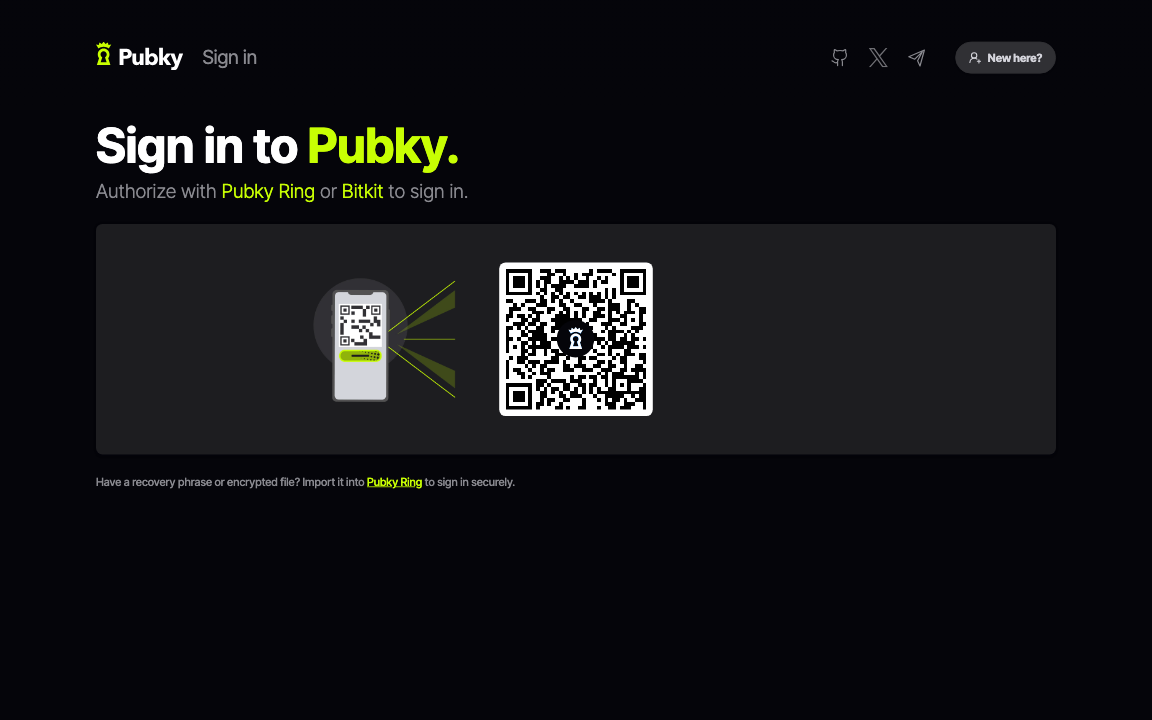 Pubky Sign in
New here?
Sign in to Pubky.
Authorize with Pubky Ring or Bitkit to sign in.
Have a recovery phrase or encrypted file? Import it into Pubky Ring to sign in securely.